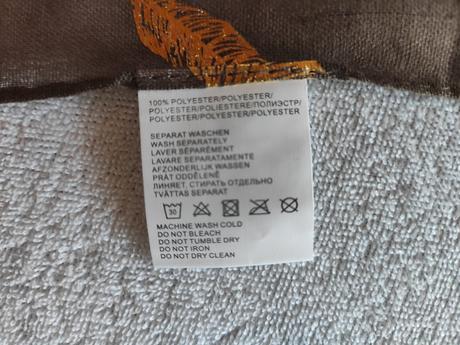 100% POLYESTER/POLYESTER/
POLYESTER/POLIESTERE/ПОЛИЭСТР/
POLYESTER/POLYESTER/POLYESTER
SEPARAT WASCHEN
WASH SEPARATELY
LAVER SÉPARÉMENT
LAVARE SEPARATAMENTE
AFZONDERLIJK WASSEN
PRÁT ODDĚLENĚ
ЛИНЯЕТ, СТИРАТЬ ОТДЕЛЬНО
TVÄTTAS SEPARAT
30
MACHINE WASH COLD
DO NOT BLEACH
DO NOT TUMBLE DRY
DO NOT IRON
DO NOT DRY CLEAN